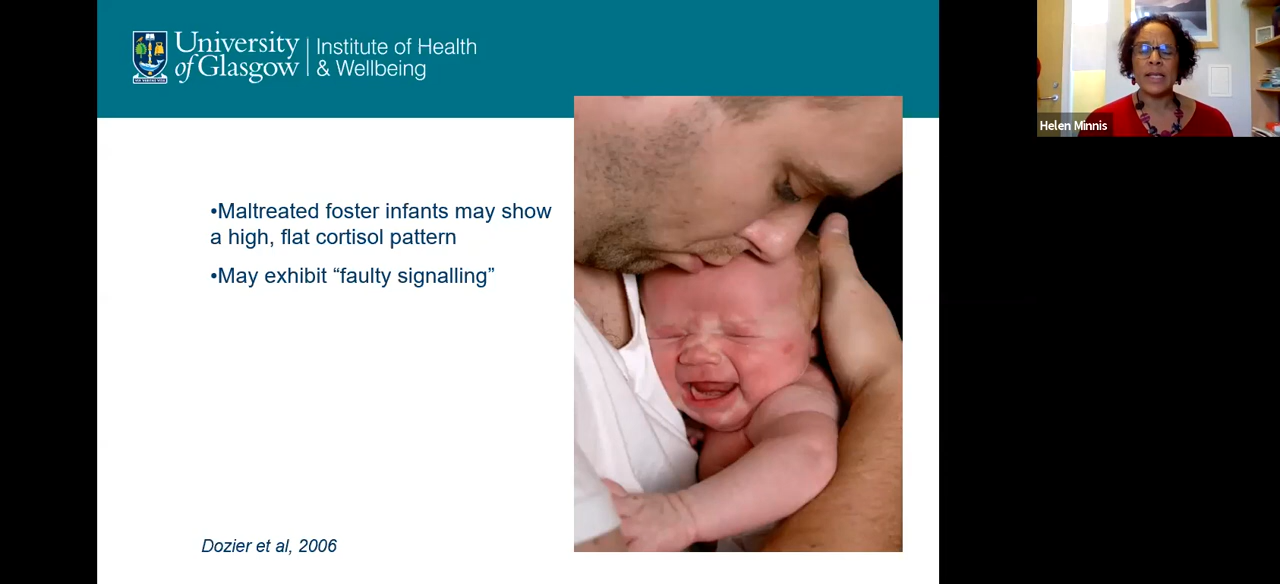 University
of Glasgow
Institute of Health
& Wellbeing
Helen Minnis
•Maltreated foster infants may show
a high, flat cortisol pattern
•May exhibit “faulty signalling”
Dozier et al, 2006